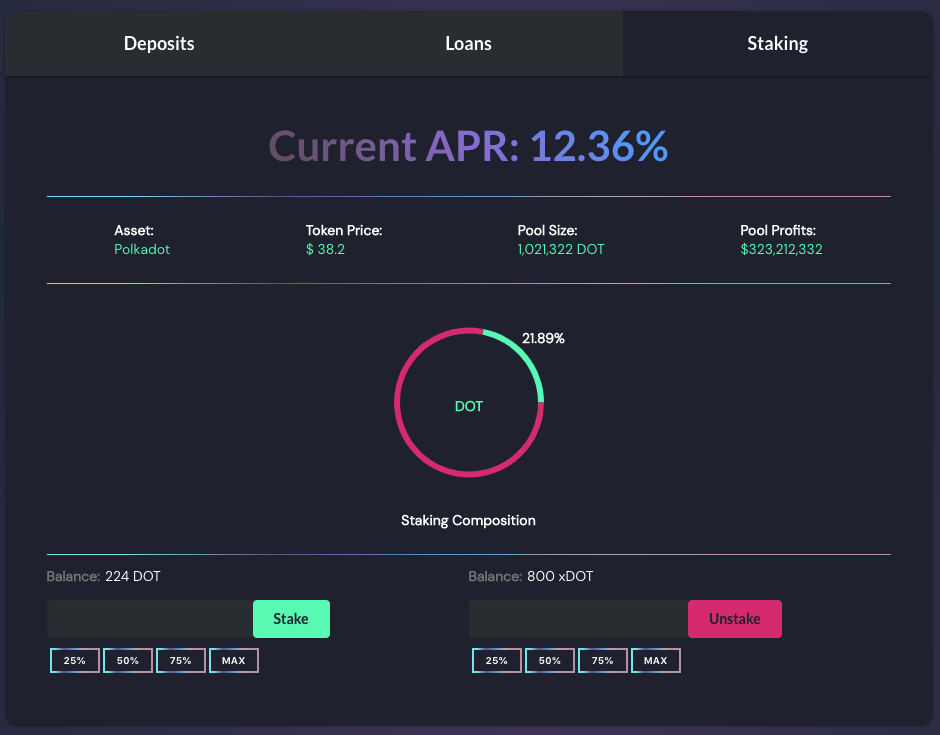 Deposits Loans Staking
Current APR: 12.36%
Asset: Token Price: Pool Size: Pool Profits:
Polkadot $ 38.2 1,021,322 DOT $323,212,332
21.89%
DOT
Staking Composition
Balance: 224 DOT Balance: 800 xDOT
Stake Unstake
25% 50% 75% MAX 25% 50% 75% MAX